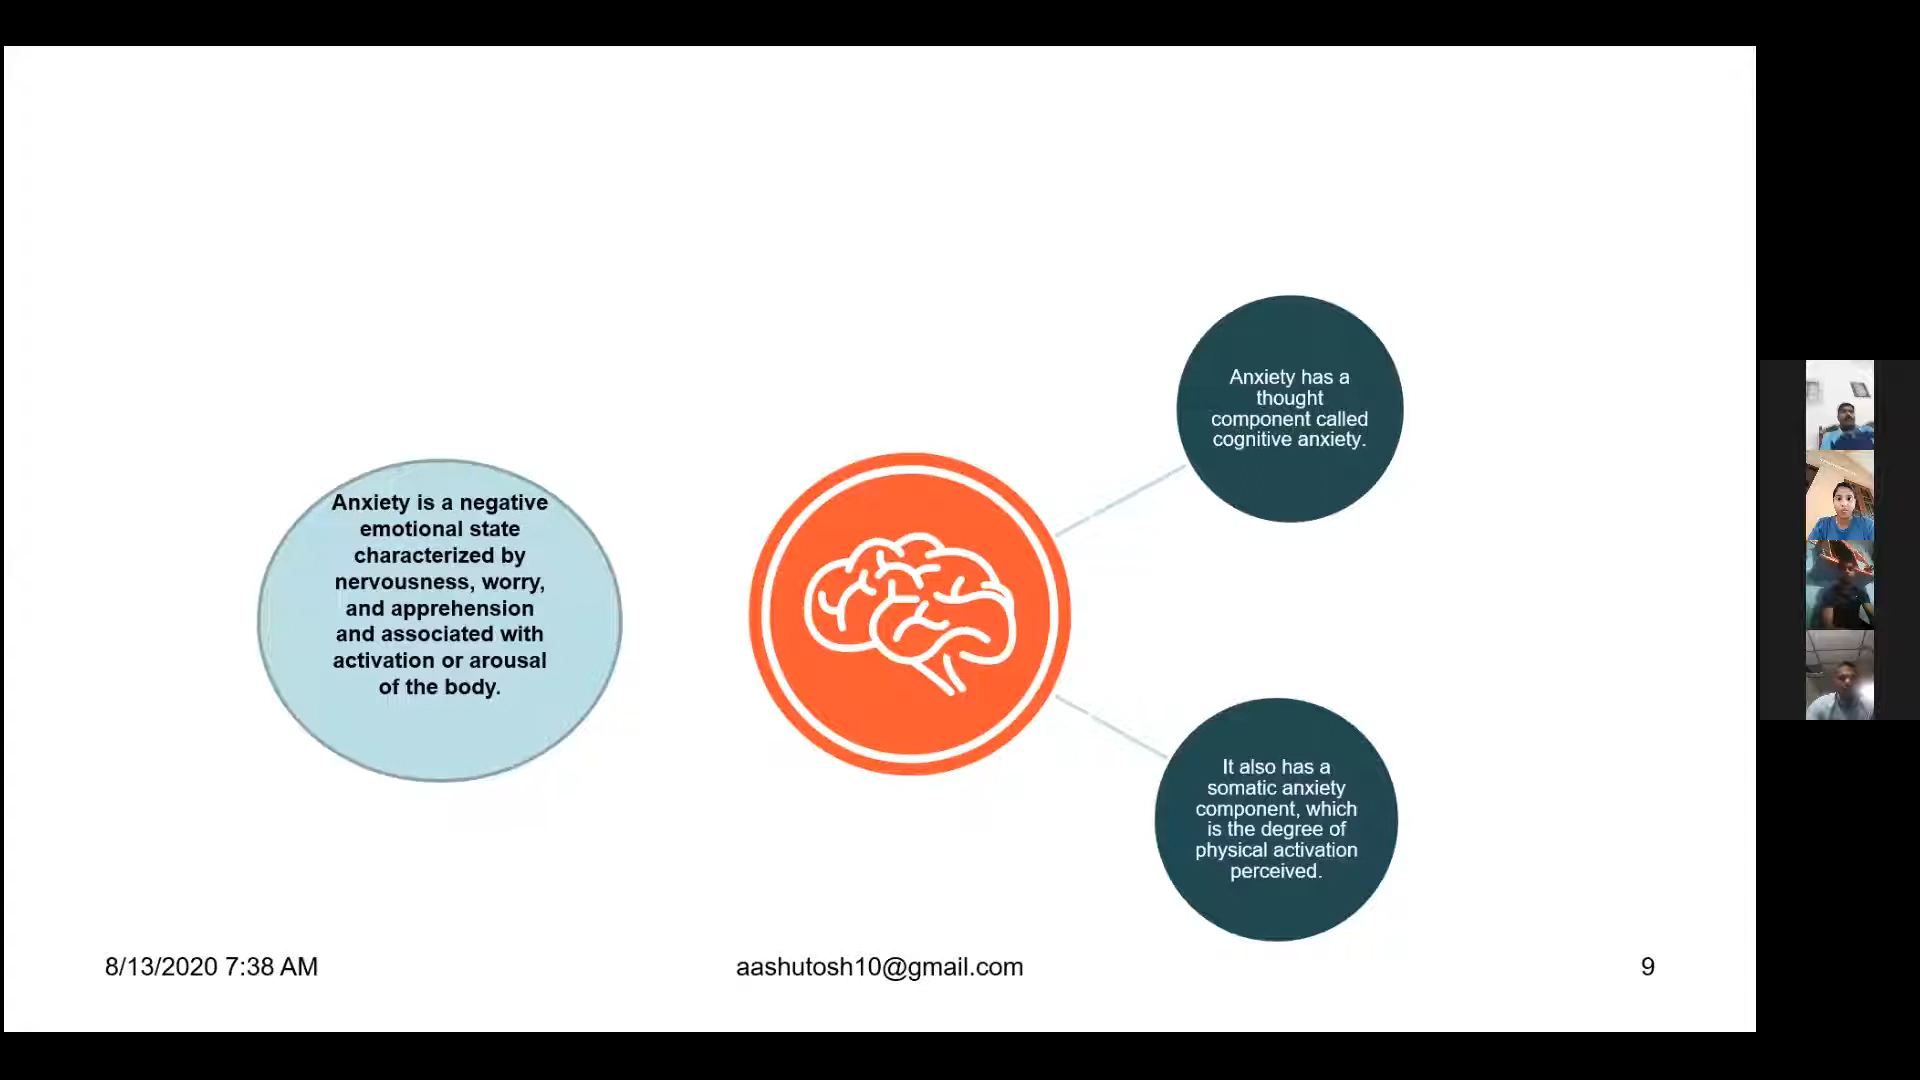 Anxiety is a negative
emotional state
characterized by
nervousness, worry,
and apprehension
and associated with
activation or arousal
of the body.
Anxiety has a
thought
component called
cognitive anxiety.
It also has a
somatic anxiety
component, which
is the degree of
physical activation
perceived.
8/13/2020 7:38 AM
aashutosh10@gmail.com
9